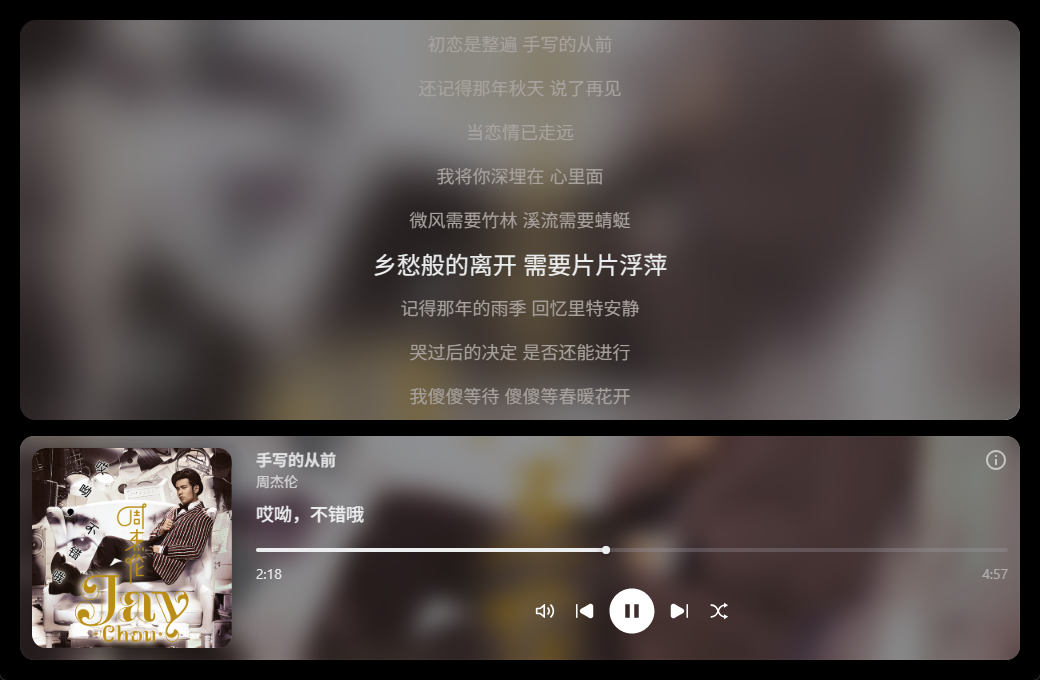 初恋是整遍 手写的从前
还记得那年秋天 说了再见
当恋情已走远
我将你深埋在 心里面
微风需要竹林 溪流需要蜻蜓
乡愁般的离开 需要片片浮萍
记得那年的雨季 回忆里特安静
哭过后的决定 是否还能进行
我傻傻等待 傻傻等春暖花开
哎
呦
不
错
哦
周杰伦
Jay
Chou
手写的从前
周杰伦
哎呦，不错哦
2:18
4:57